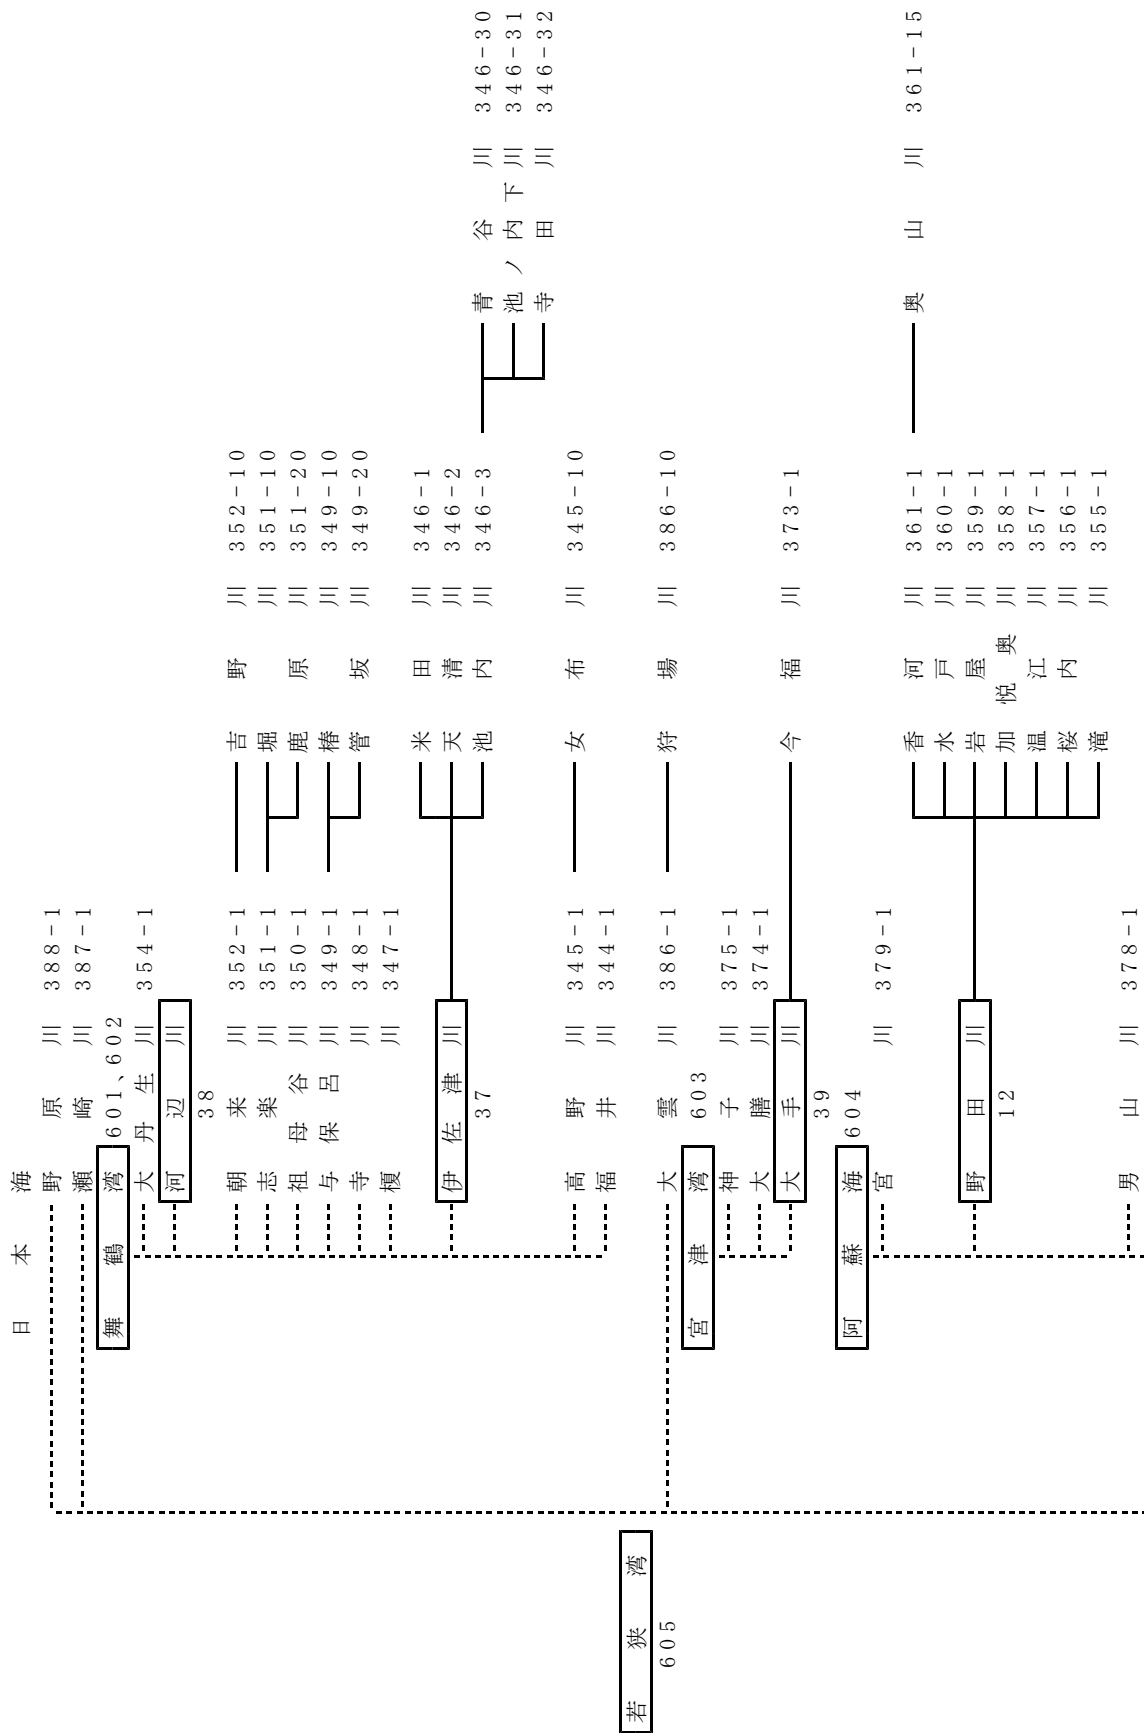 日本海
野原川 388-1
瀬崎川 387-1
舞鶴湾 601、602
大丹生川 354-1
河辺川
38
朝来川 352-1 吉野川 352-10
志楽川 351-1 堀川 351-10
祖母谷川 350-1 鹿原川 351-20
与保呂川 349-1 椿川 349-10
寺川 348-1 管坂川 349-20
榎川 347-1
米田川 346-1
伊佐津川 天清川 346-2
37
池内川 346-3 青谷川 346-30
池ノ内下川 346-31
寺田川 346-32
高野川 345-1 女布川 345-10
福井川 344-1
若狭湾
605
大雲川 386-1 狩場川 386-10
宮津湾 603
神子川 375-1
大膳川 374-1
大手川 今福川 373-1
39
阿蘇海 604
宮川 379-1
香河川 361-1 奥山川 361-15
水戸川 360-1
野田川 岩屋川 359-1
12
加悦奥川 358-1
温江川 357-1
桜内川 356-1
滝川 355-1
男山川 378-1